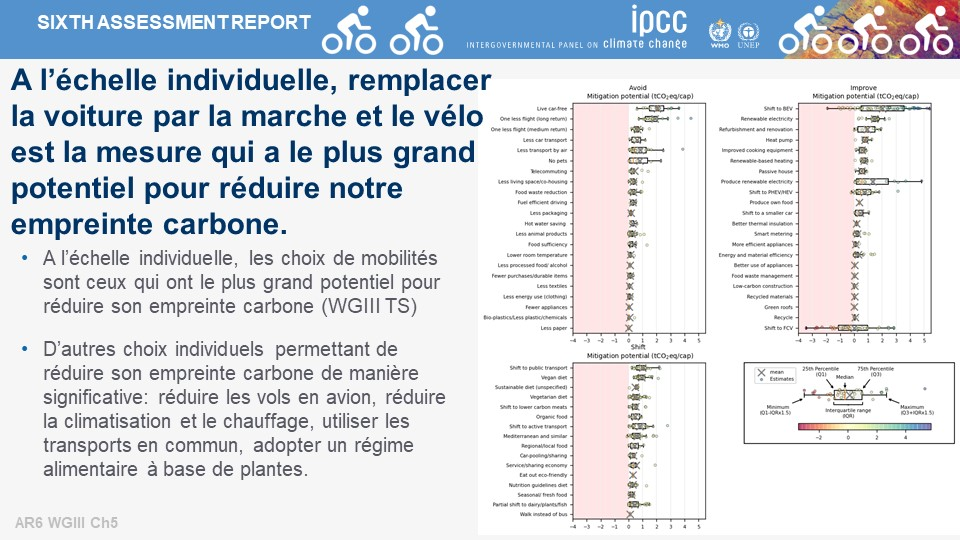 SIXTH ASSESSMENT REPORT
ipcc
INTERGOVERNMENTAL PANEL ON climate change
WHO
UNEP
A l’échelle individuelle, remplacer
la voiture par la marche et le vélo
est la mesure qui a le plus grand
potentiel pour réduire notre
empreinte carbone.
• A l’échelle individuelle, les choix de mobilités
sont ceux qui ont le plus grand potentiel pour
réduire son empreinte carbone (WGIII TS)
• D’autres choix individuels permettant de
réduire son empreinte carbone de manière
significative: réduire les vols en avion, réduire
la climatisation et le chauffage, utiliser les
transports en commun, adopter un régime
alimentaire à base de plantes.
AR6 WGIII Ch5
Avoid
Mitigation potential (tCO2eq/cap)
Live car-free
One less flight (long return)
One less flight (medium return)
Less car transport
Less transport by air
No pets
Telecommuting
Less living space/co-housing
Food waste reduction
Fuel efficient driving
Less packaging
Hot water saving
Less animal products
Food sufficiency
Lower room temperature
Less processed food/ alcohol
Fewer purchases/durable items
Less textiles
Less energy use (clothing)
Fewer appliances
Bio-plastics/Less plastic/chemicals
Less paper
-4 -3 -2 -1 0 1 2 3 4 5
Improve
Mitigation potential (tCO2eq/cap)
Shift to BEV
Renewable electricity
Refurbishment and renovation
Heat pump
Improved cooking equipment
Renewable-based heating
Passive house
Produce renewable electricity
Shift to PHEV/HEV
Produce own food
Shift to a smaller car
Better thermal insulation
Smart metering
More efficient appliances
Energy and material efficiency
Better use of appliances
Food waste management
Low-carbon construction
Recycled materials
Green roofs
Recycle
Shift to FCV
-4 -3 -2 -1 0 1 2 3 4 5
Shift
Mitigation potential (tCO2eq/cap)
Shift to public transport
Vegan diet
Sustainable diet (unspecified)
Vegetarian diet
Shift to lower carbon meats
Organic food
Shift to active transport
Mediterranean and similar
Regional/local food
Car-pooling/sharing
Service/sharing economy
Eat out eco-friendly
Nutrition guidelines diet
Seasonal/ fresh food
Partial shift to dairy/plants/fish
Walk instead of bus
-4 -3 -2 -1 0 1 2 3 4 5
mean
Estimates
25th Percentile
(Q1)
Median
75th Percentile
(Q3)
Minimum
(Q1-IQRx1.5)
Interquartile range
(IQR)
Maximum
(Q3+IQRx1.5)
−2 0 2 4